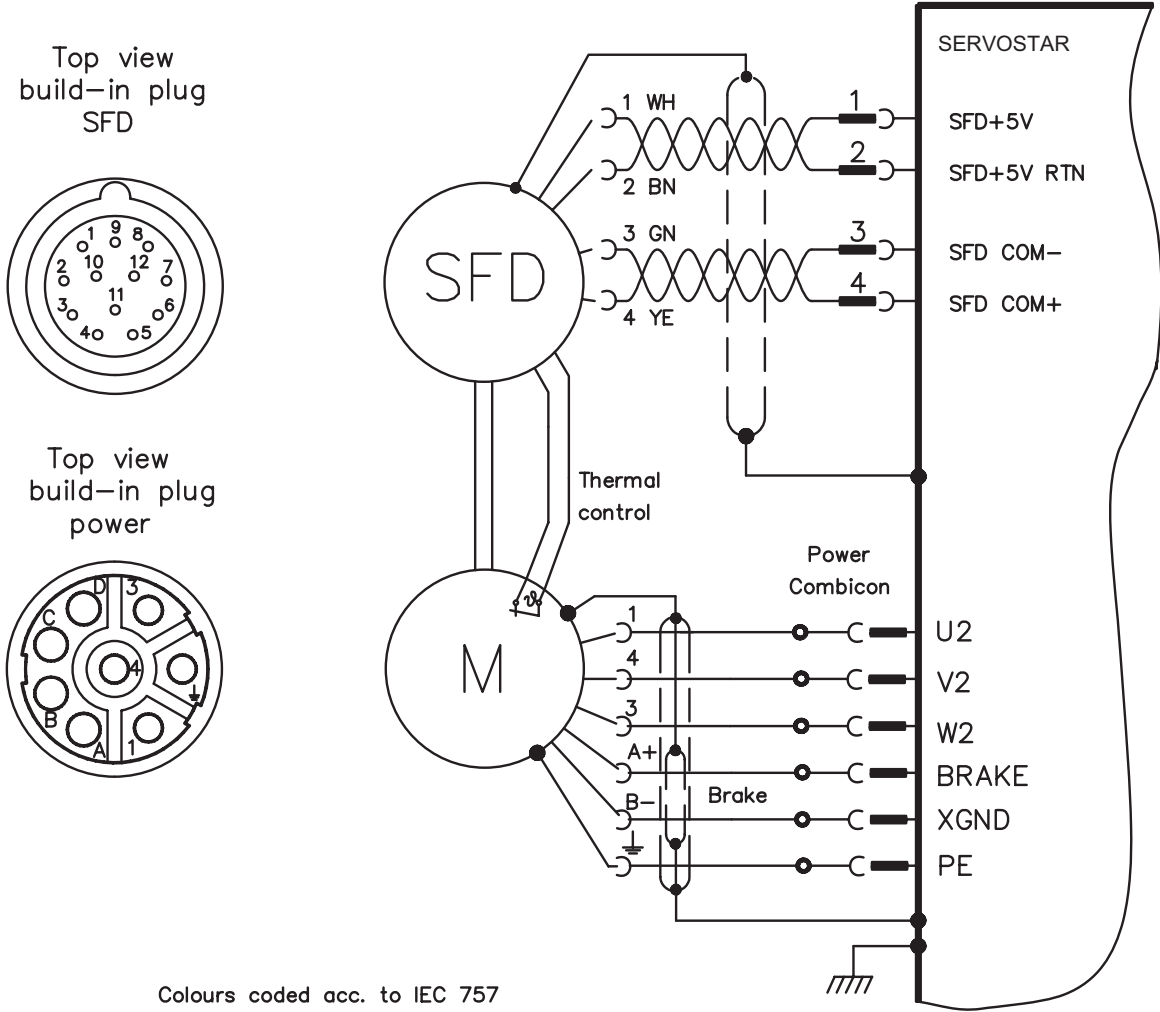 Top view
build-in plug
SFD
1
9
8
2
10
12
7
3
11
6
4
5
Top view
build-in plug
power
D
3
C
4
B
A
1
SFD
1 WH
2 BN
3 GN
4 YE
1
2
3
4
SERVOSTAR
SFD+5V
SFD+5V RTN
SFD COM-
SFD COM+
Thermal
control
ϑ
M
Power
Combicon
1
4
3
A+
B-
Brake
U2
V2
W2
BRAKE
XGND
PE
Colours coded acc. to IEC 757